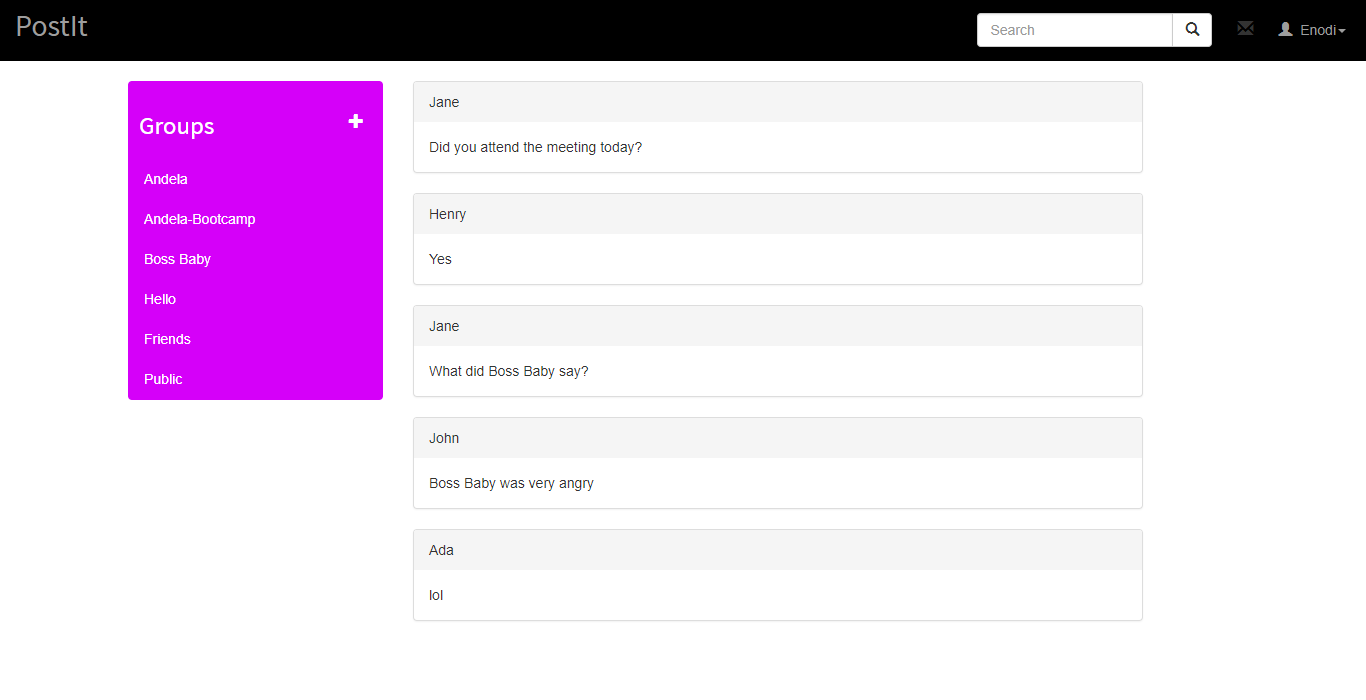 PostIt
Search
Enodi
Groups
Andela
Andela-Bootcamp
Boss Baby
Hello
Friends
Public
Jane
Did you attend the meeting today?
Henry
Yes
Jane
What did Boss Baby say?
John
Boss Baby was very angry
Ada
lol